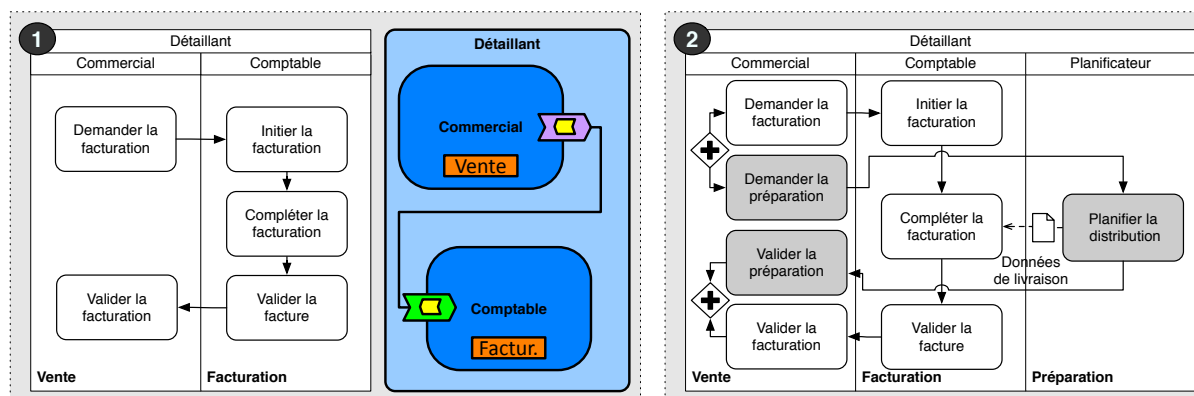 1
Détaillant
Commercial
Comptable
Demander la
facturation
Initier la
facturation
Compléter la
facturation
Valider la
facturation
Valider la
facture
Vente
Facturation
Détaillant
Commercial
Vente
Comptable
Factur.
2
Détaillant
Commercial
Comptable
Planificateur
Demander la
facturation
Initier la
facturation
Demander la
préparation
Compléter la
facturation
Planifier la
distribution
Valider la
préparation
Données
de livraison
Valider la
facturation
Valider la
facture
Vente
Facturation
Préparation